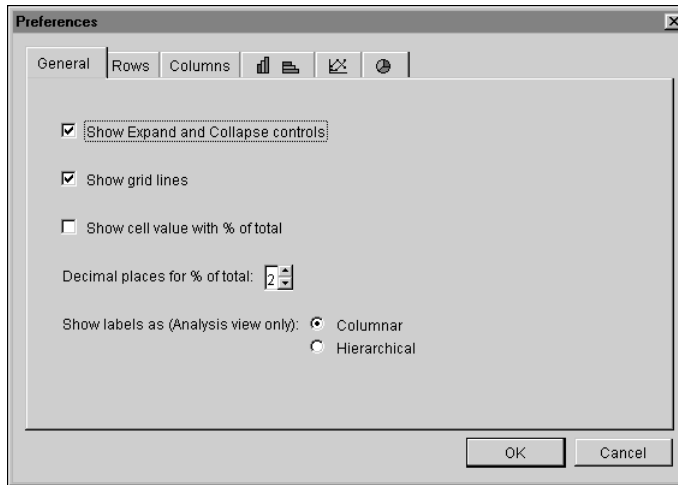 Preferences
General Rows Columns
Show Expand and Collapse controls
Show grid lines
Show cell value with % of total
Decimal places for % of total: 2
Show labels as (Analysis view only): Columnar
Hierarchical
OK Cancel